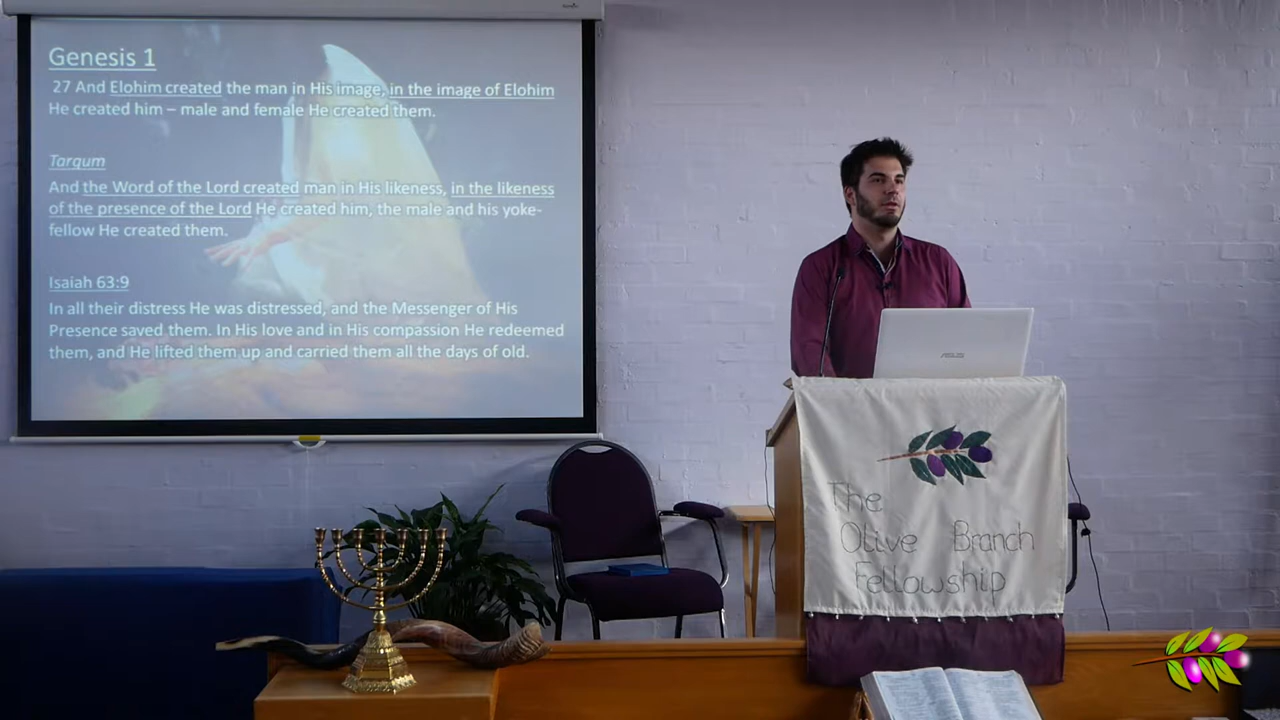 Genesis 1
27 And Elohim created the man in His image, in the image of Elohim
He created him – male and female He created them.
Targum
And the Word of the Lord created man in His likeness, in the likeness
of the presence of the Lord He created him, the male and his yoke-
fellow He created them.
Isaiah 63:9
In all their distress He was distressed, and the Messenger of His
Presence saved them. In His love and in His compassion He redeemed
them, and He lifted them up and carried them all the days of old.
The
Olive Branch
Fellowship